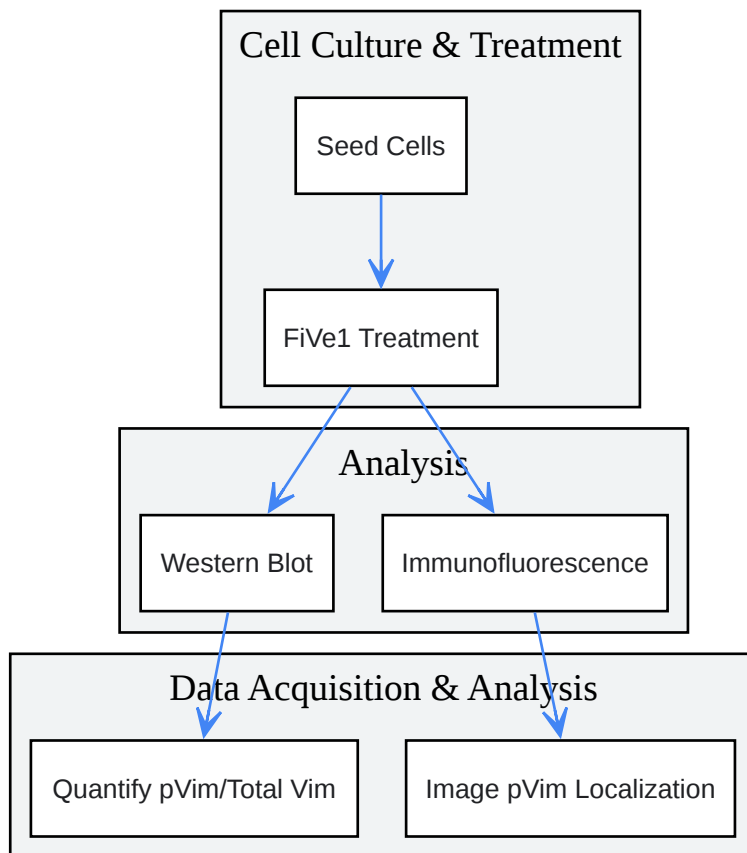 Cell Culture & Treatment
Seed Cells
FiVe1 Treatment
Analysis
Western Blot
Immunofluorescence
Data Acquisition & Analysis
Quantify pVim/Total Vim
Image pVim Localization